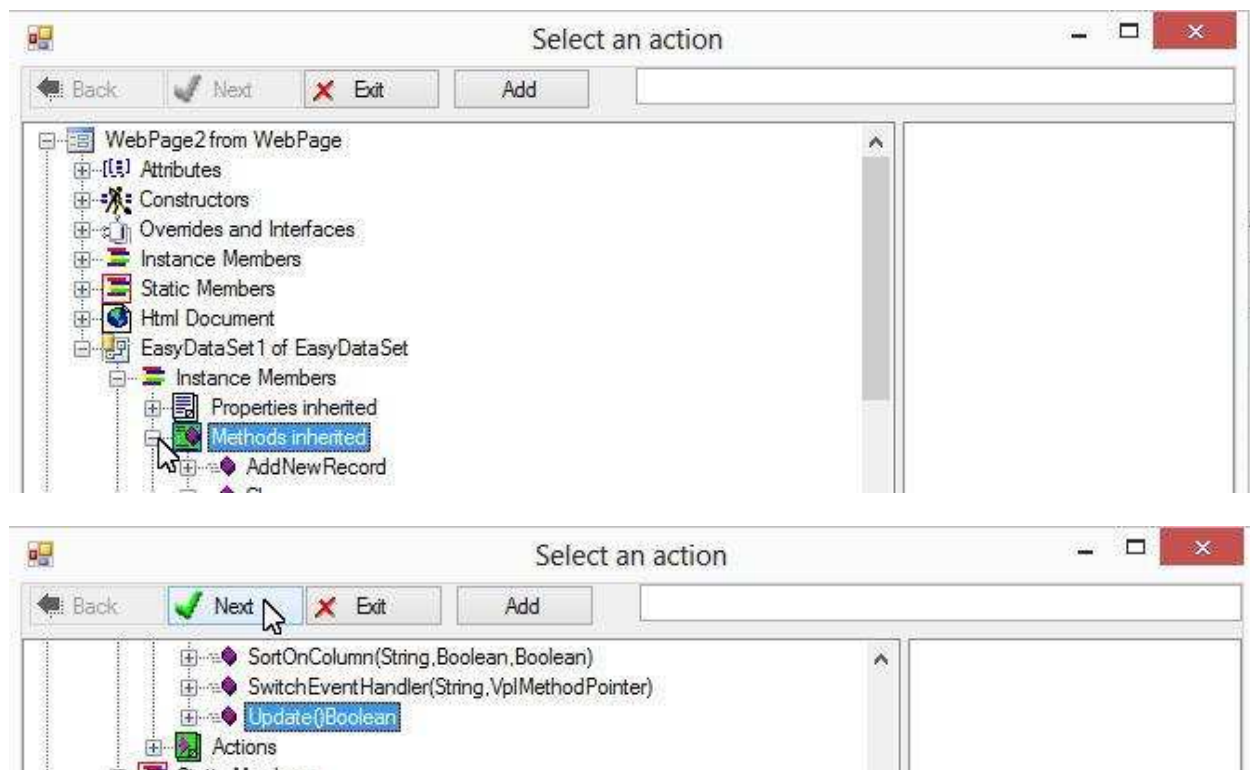 Select an action
Back Next Exit Add
WebPage2 from WebPage
Attributes
Constructors
Overrides and Interfaces
Instance Members
Static Members
Html Document
EasyDataSet1 of EasyDataSet
Instance Members
Properties inherited
Methods inherited
AddNewRecord
Select an action
Back Next Exit Add
SortOnColumn(String,Boolean,Boolean)
SwitchEventHandler(String,VplMethodPointer)
Update()Boolean
Actions